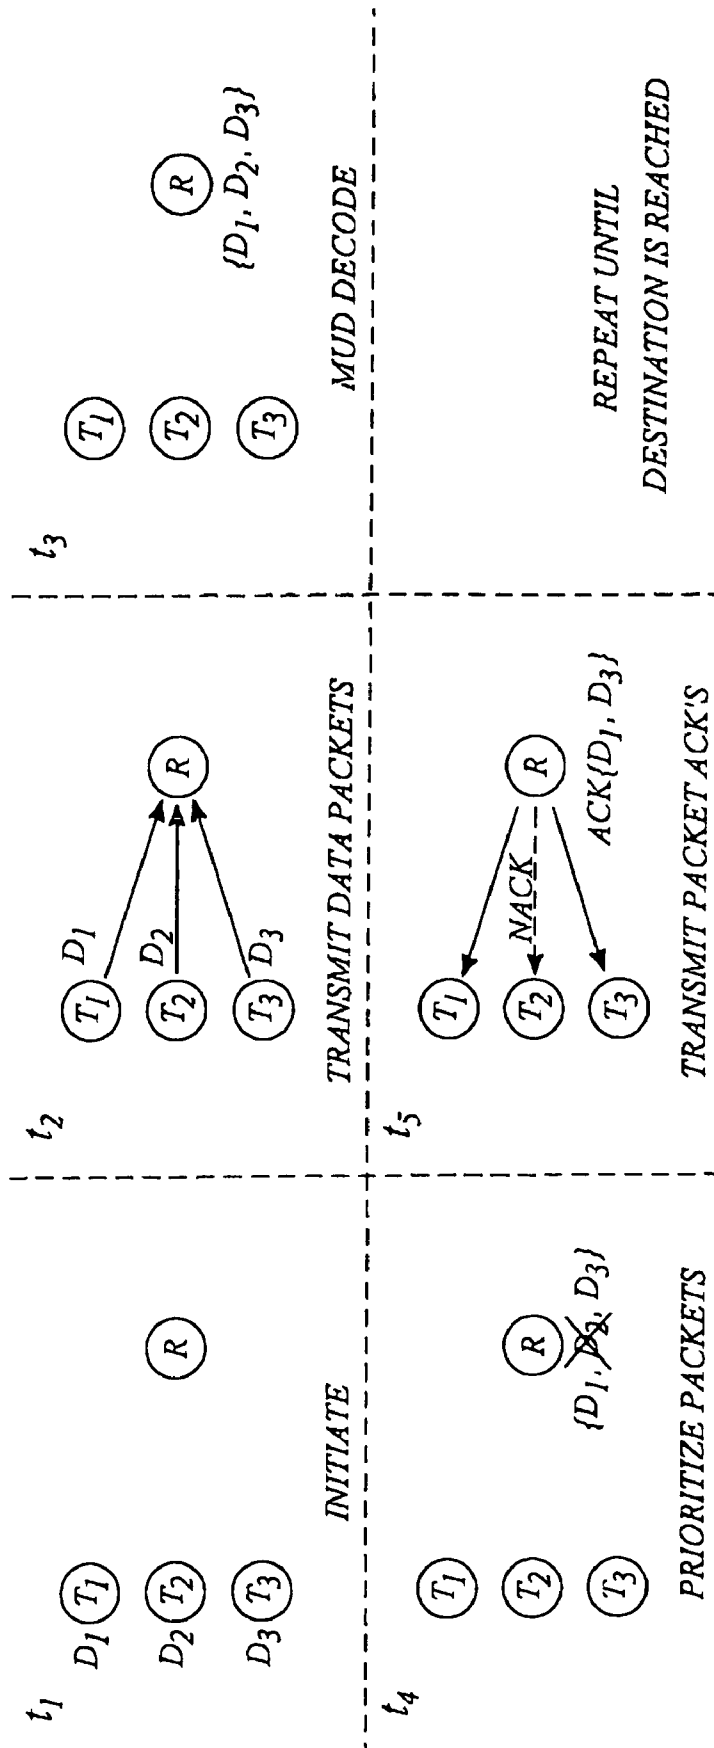 t1
D1 T1
D2 T2
D3 T3
R
INITIATE
t2
T1 D1
T2 D2
T3 D3
R
TRANSMIT DATA PACKETS
t3
T1
T2
T3
R
{D1, D2, D3}
MUD DECODE
t4
T1
T2
T3
R
{D1, D2, D3}
PRIORITIZE PACKETS
t5
T1
T2
T3
NACK
R
ACK{D1, D3}
TRANSMIT PACKET ACK'S
REPEAT UNTIL
DESTINATION IS REACHED